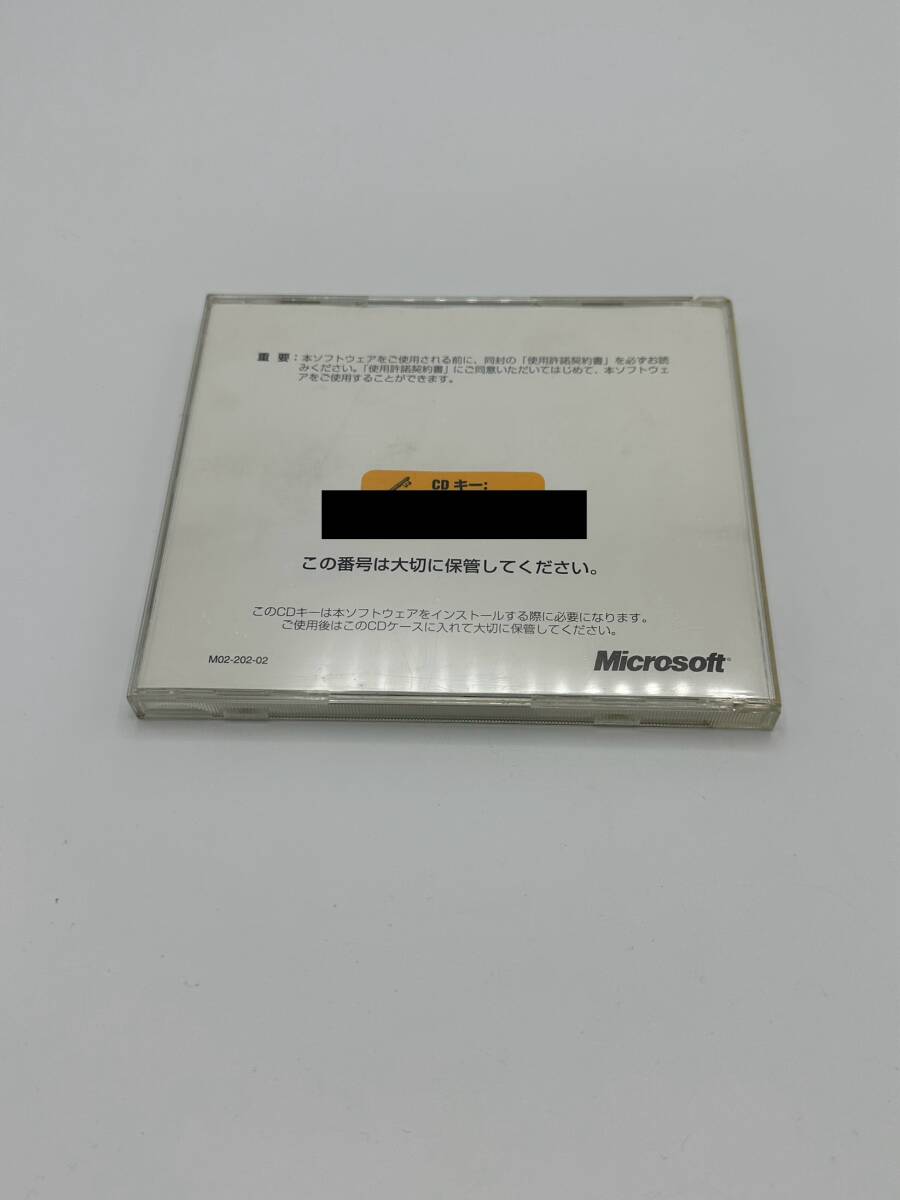 重 要：本ソフトウェアをご使用される前に、同封の「使用許諾契約書」を必ずお読
みください。「使用許諾契約書」にご同意いただいてはじめて、本ソフトウェ
アをご使用することができます。
CD キー:
この番号は大切に保管してください。
このCDキーは本ソフトウェアをインストールする際に必要になります。
ご使用後はこのCDケースに入れて大切に保管してください。
M02-202-02
Microsoft®